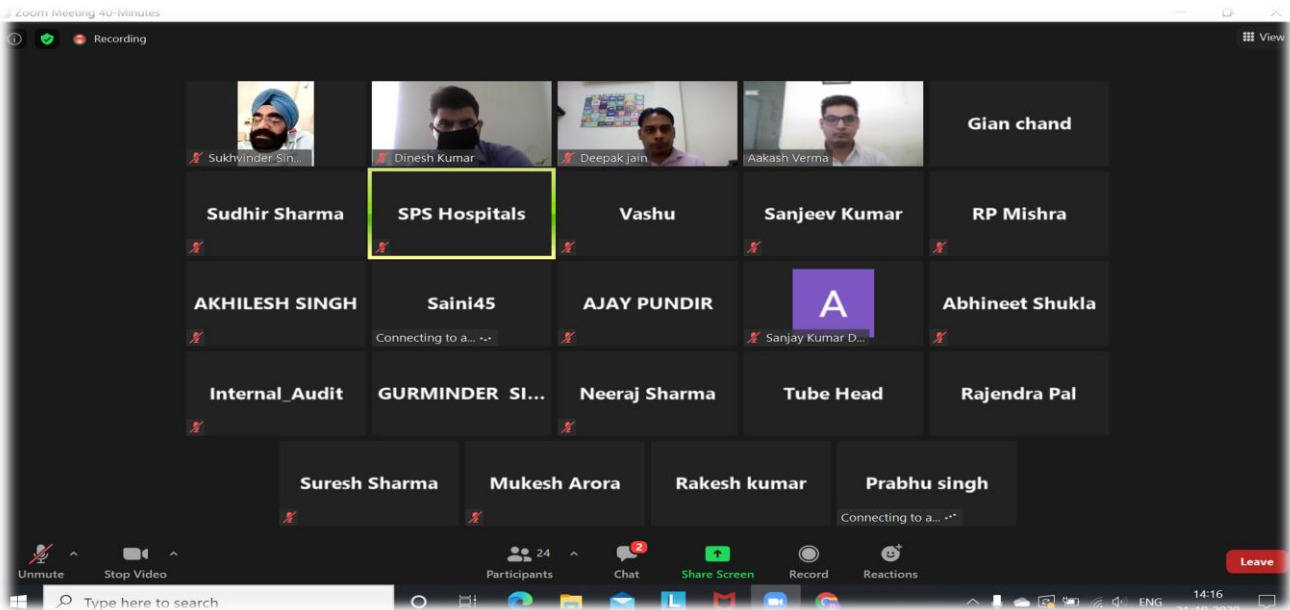 Zoom Meeting 40-Minutes
Recording
View
Sukhvinder Sin...
Dinesh Kumar
Deepak jain
Aakash Verma
Gian chand
Sudhir Sharma
SPS Hospitals
Vashu
Sanjeev Kumar
RP Mishra
AKHILESH SINGH
Saini45
Connecting to a...
AJAY PUNDIR
A
Sanjay Kumar D...
Abhineet Shukla
Internal_Audit
GURMINDER SI...
Neeraj Sharma
Tube Head
Rajendra Pal
Suresh Sharma
Mukesh Arora
Rakesh kumar
Prabhu singh
Connecting to a...
Unmute
Stop Video
24
Participants
2
Chat
Share Screen
Record
Reactions
Leave
Type here to search
L
ENG
14:16